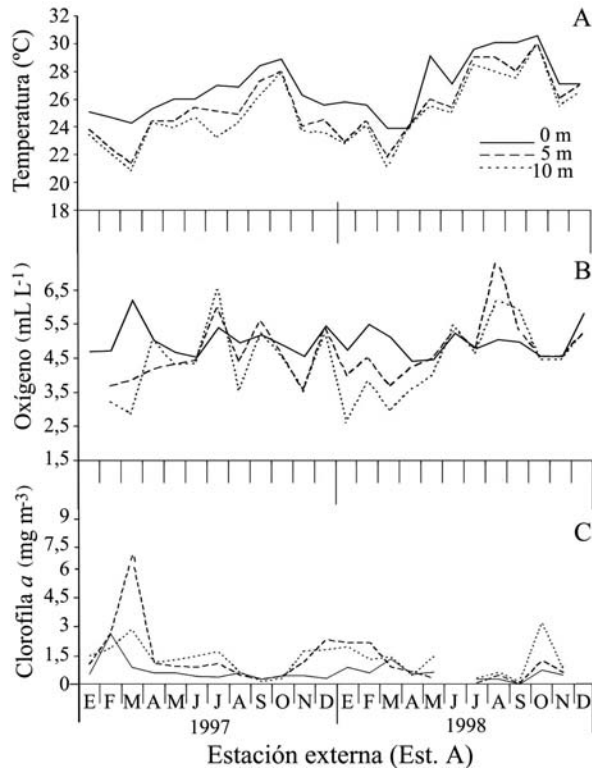 A
Temperatura (ºC)
32
30
28
26
24
22
20
18
0 m
5 m
10 m
B
Oxígeno (mL L-1)
6,5
5,5
4,5
3,5
2,5
1,5
C
Clorofila a (mg m-3)
9
7,5
6
4,5
3
1.5
0
E F M A M J J A S O N D E F M A M J J A S O N D
1997 1998
Estación externa (Est. A)